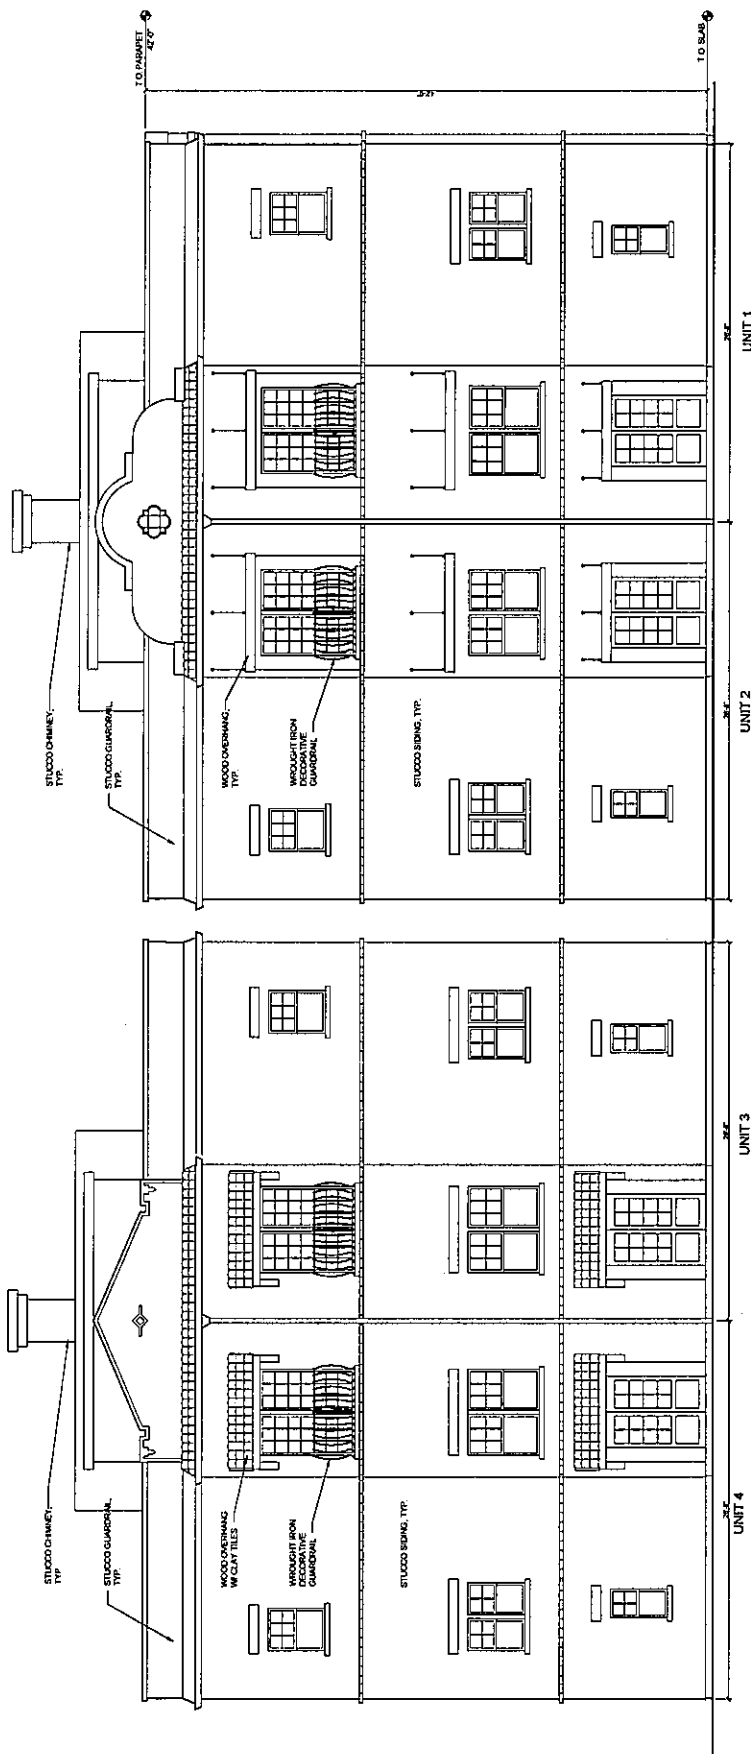 STUCCO CHIMNEY,
TYP.
STUCCO GUARDRAIL,
TYP.
WOOD OVERHANG
W/ CLAY TILES
WROUGHT IRON
DECORATIVE
GUARDRAIL
STUCCO SIDING, TYP.
UNIT 4
UNIT 3
STUCCO CHIMNEY,
TYP.
STUCCO GUARDRAIL,
TYP.
WOOD OVERHANG,
TYP.
WROUGHT IRON
DECORATIVE
GUARDRAIL
STUCCO SIDING, TYP.
UNIT 2
UNIT 1
T.O. PARAPET
42'-0"
T.O. SLAB